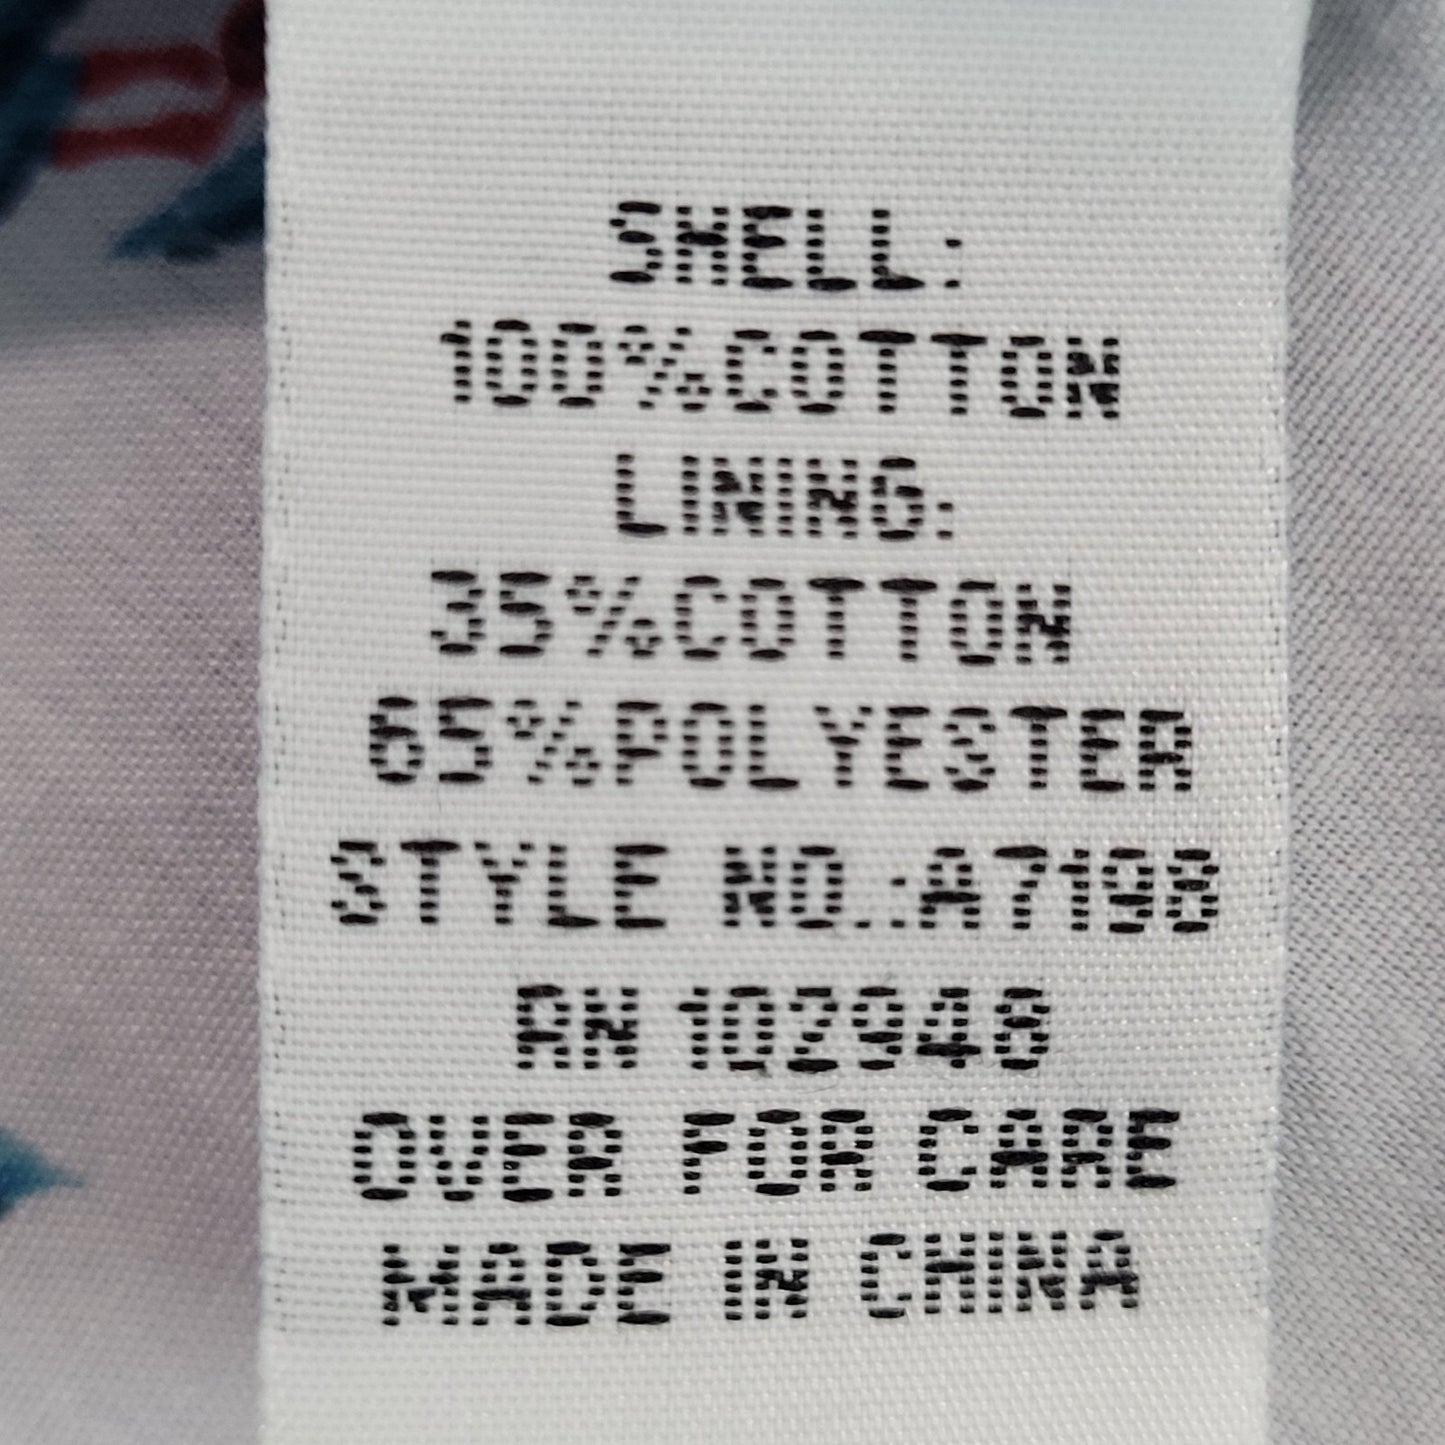 SHELL:
100%COTTON
LINING:
35%COTTON
65%POLYESTER
STYLE NO.:A7198
RN 102948
OVER FOR CARE
MADE IN CHINA